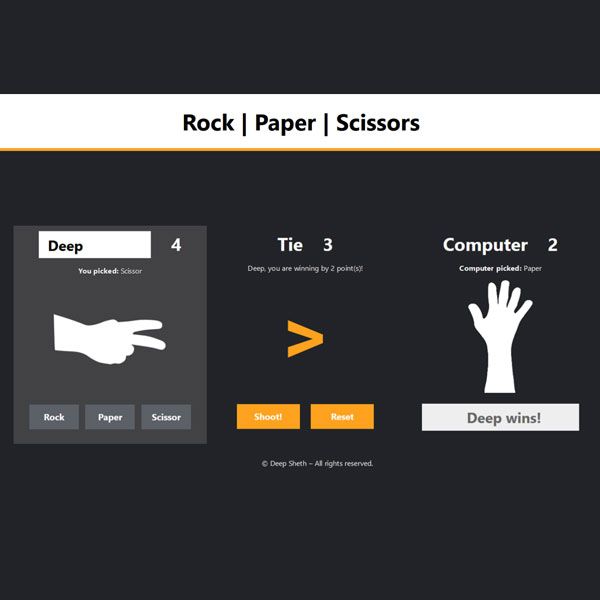 Rock | Paper | Scissors
Deep 4
You picked: Scissor
Rock Paper Scissor
Tie 3
Deep, you are winning by 2 point(s)!
>
Shoot! Reset
Computer 2
Computer picked: Paper
Deep wins!
© Deep Sheth – All rights reserved.